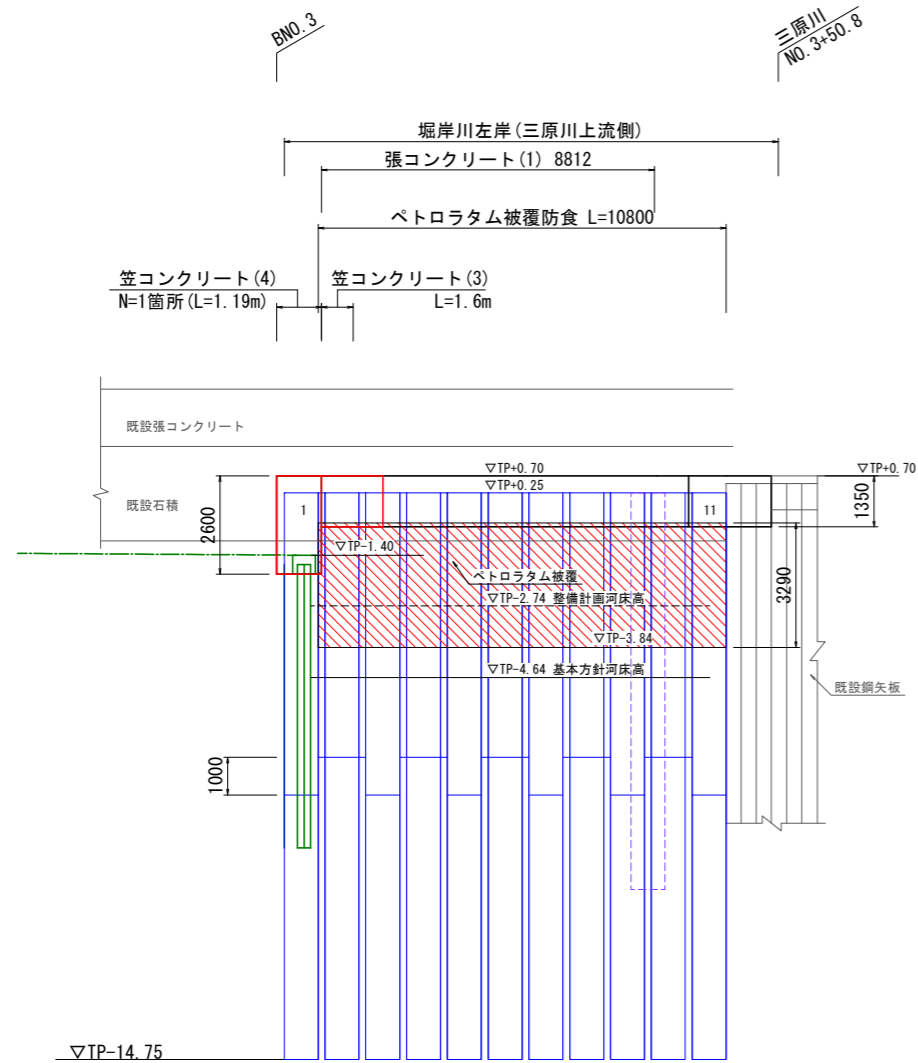 BNO. 3
三原川
NO. 3+50. 8
堀岸川左岸(三原川上流側)
張コンクリート(1) 8812
ペトロラタム被覆防食 L=10800
笠コンクリート(4)
N=1箇所(L=1. 19m)
笠コンクリート(3)
L=1. 6m
既設張コンクリート
既設石積
2600
▽TP+0. 70
▽TP+0. 25
▽TP+0. 70
1350
1
11
▽TP-1. 40
ペトロラタム被覆
▽TP-2. 74 整備計画河床高
3290
▽TP-3. 84
▽TP-4. 64 基本方針河床高
既設鋼矢板
1000
▽TP-14. 75